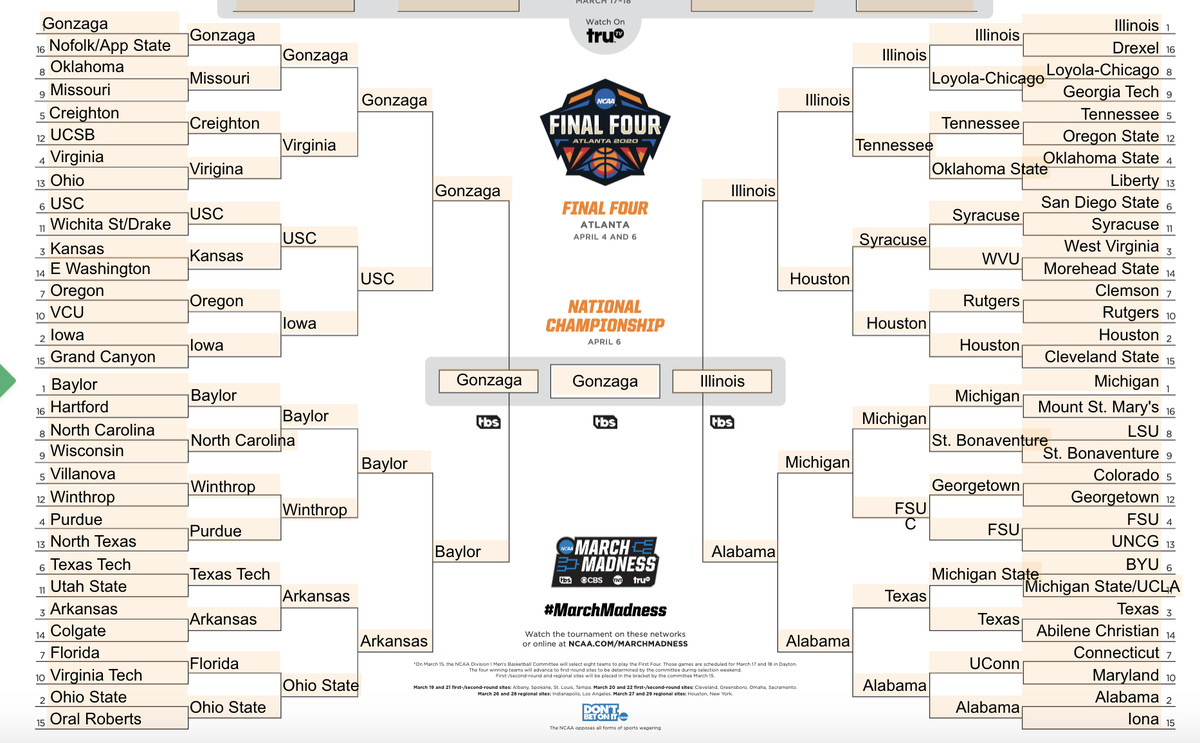 MARCH 17-18
Watch On
truTV
Gonzaga
16 Nofolk/App State
8 Oklahoma
9 Missouri
5 Creighton
12 UCSB
4 Virginia
13 Ohio
6 USC
11 Wichita St/Drake
3 Kansas
14 E Washington
7 Oregon
10 VCU
2 Iowa
15 Grand Canyon
1 Baylor
16 Hartford
8 North Carolina
9 Wisconsin
5 Villanova
12 Winthrop
4 Purdue
13 North Texas
6 Texas Tech
11 Utah State
3 Arkansas
14 Colgate
7 Florida
10 Virginia Tech
2 Ohio State
15 Oral Roberts
Gonzaga
Missouri
Creighton
Virigina
USC
Kansas
Oregon
Iowa
Baylor
North Carolina
Winthrop
Purdue
Texas Tech
Arkansas
Florida
Ohio State
Gonzaga
Virginia
USC
Iowa
Baylor
Winthrop
Arkansas
Ohio State
Gonzaga
USC
Baylor
Arkansas
Gonzaga
Baylor
NCAA
FINAL FOUR
ATLANTA 2020
FINAL FOUR
ATLANTA
APRIL 4 AND 6
NATIONAL
CHAMPIONSHIP
APRIL 6
Gonzaga
Gonzaga
Illinois
tbs
tbs
tbs
NCAA
MARCH
MADNESS
tbs CBS TNT truTV
#MarchMadness
Watch the tournament on these networks
or online at NCAA.COM/MARCHMADNESS
*On March 15, the NCAA Division I Men's Basketball Committee will select eight teams to play the First Four. Those games are scheduled for March 17 and 18 in Dayton.
The four winning teams will advance to first-round sites to be determined by the committee during selection weekend.
First-/second-round and regional sites will be placed in the bracket by the committee March 15.
March 19 and 21 first-/second-round sites: Albany, Spokane, St. Louis, Tampa. March 20 and 22 first-/second-round sites: Cleveland, Greensboro, Omaha, Sacramento.
March 26 and 28 regional sites: Indianapolis, Los Angeles. March 27 and 29 regional sites: Houston, New York.
DON'T
BET ON IT
The NCAA opposes all forms of sports wagering
Illinois
Alabama
Illinois
Houston
Michigan
Alabama
Illinois
Tennessee
Syracuse
Houston
Michigan
FSU
C
Texas
Alabama
Illinois
Loyola-Chicago
Tennessee
Oklahoma State
Syracuse
WVU
Rutgers
Houston
Michigan
St. Bonaventure
Georgetown
FSU
Michigan State
Texas
UConn
Alabama
Illinois 1
Drexel 16
Loyola-Chicago 8
Georgia Tech 9
Tennessee 5
Oregon State 12
Oklahoma State 4
Liberty 13
San Diego State 6
Syracuse 11
West Virginia 3
Morehead State 14
Clemson 7
Rutgers 10
Houston 2
Cleveland State 15
Michigan 1
Mount St. Mary's 16
LSU 8
St. Bonaventure 9
Colorado 5
Georgetown 12
FSU 4
UNCG 13
BYU 6
Michigan State/UCLA
Texas 3
Abilene Christian 14
Connecticut 7
Maryland 10
Alabama 2
Iona 15